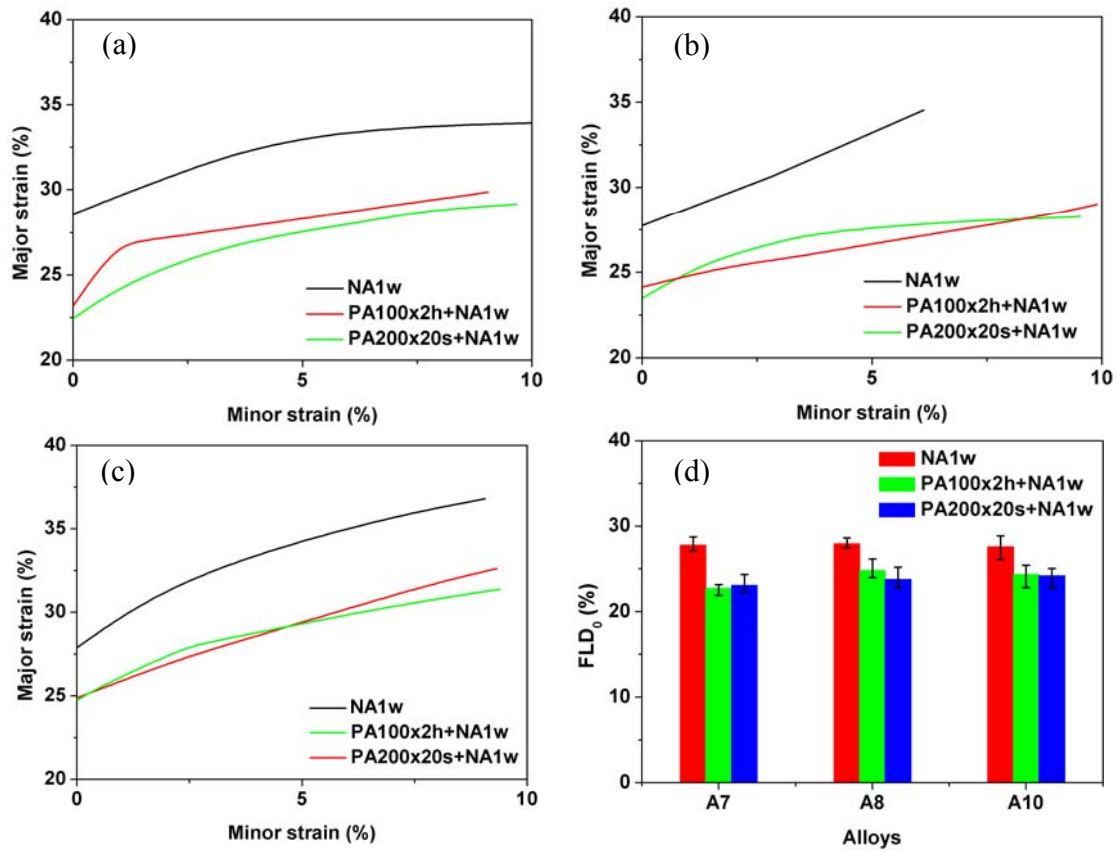 (a)
40
35
30
25
20
Major strain (%)
NA1w
PA100x2h+NA1w
PA200x20s+NA1w
0
5
10
Minor strain (%)
(b)
40
35
30
25
20
Major strain (%)
NA1w
PA100x2h+NA1w
PA200x20s+NA1w
0
5
10
Minor strain (%)
(c)
40
35
30
25
20
Major strain (%)
NA1w
PA100x2h+NA1w
PA200x20s+NA1w
0
5
10
Minor strain (%)
(d)
40
30
20
10
0
FLD₀ (%)
NA1w
PA100x2h+NA1w
PA200x20s+NA1w
A7
A8
A10
Alloys